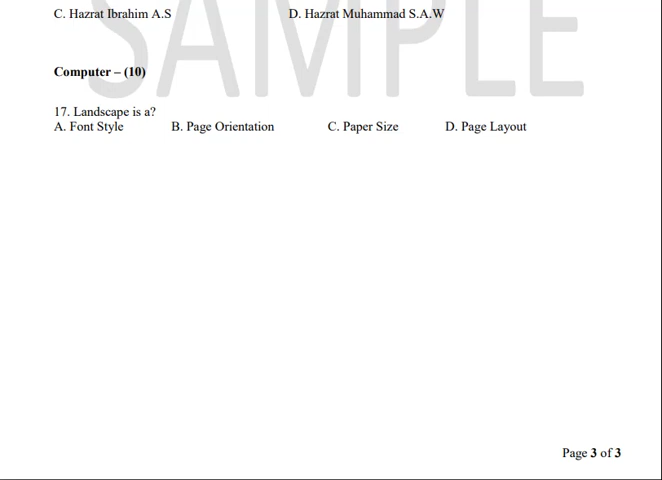 C. Hazrat Ibrahim A.S D. Hazrat Muhammad S.A.W
SAMPLE
Computer – (10)
17. Landscape is a?
A. Font Style B. Page Orientation C. Paper Size D. Page Layout
Page 3 of 3